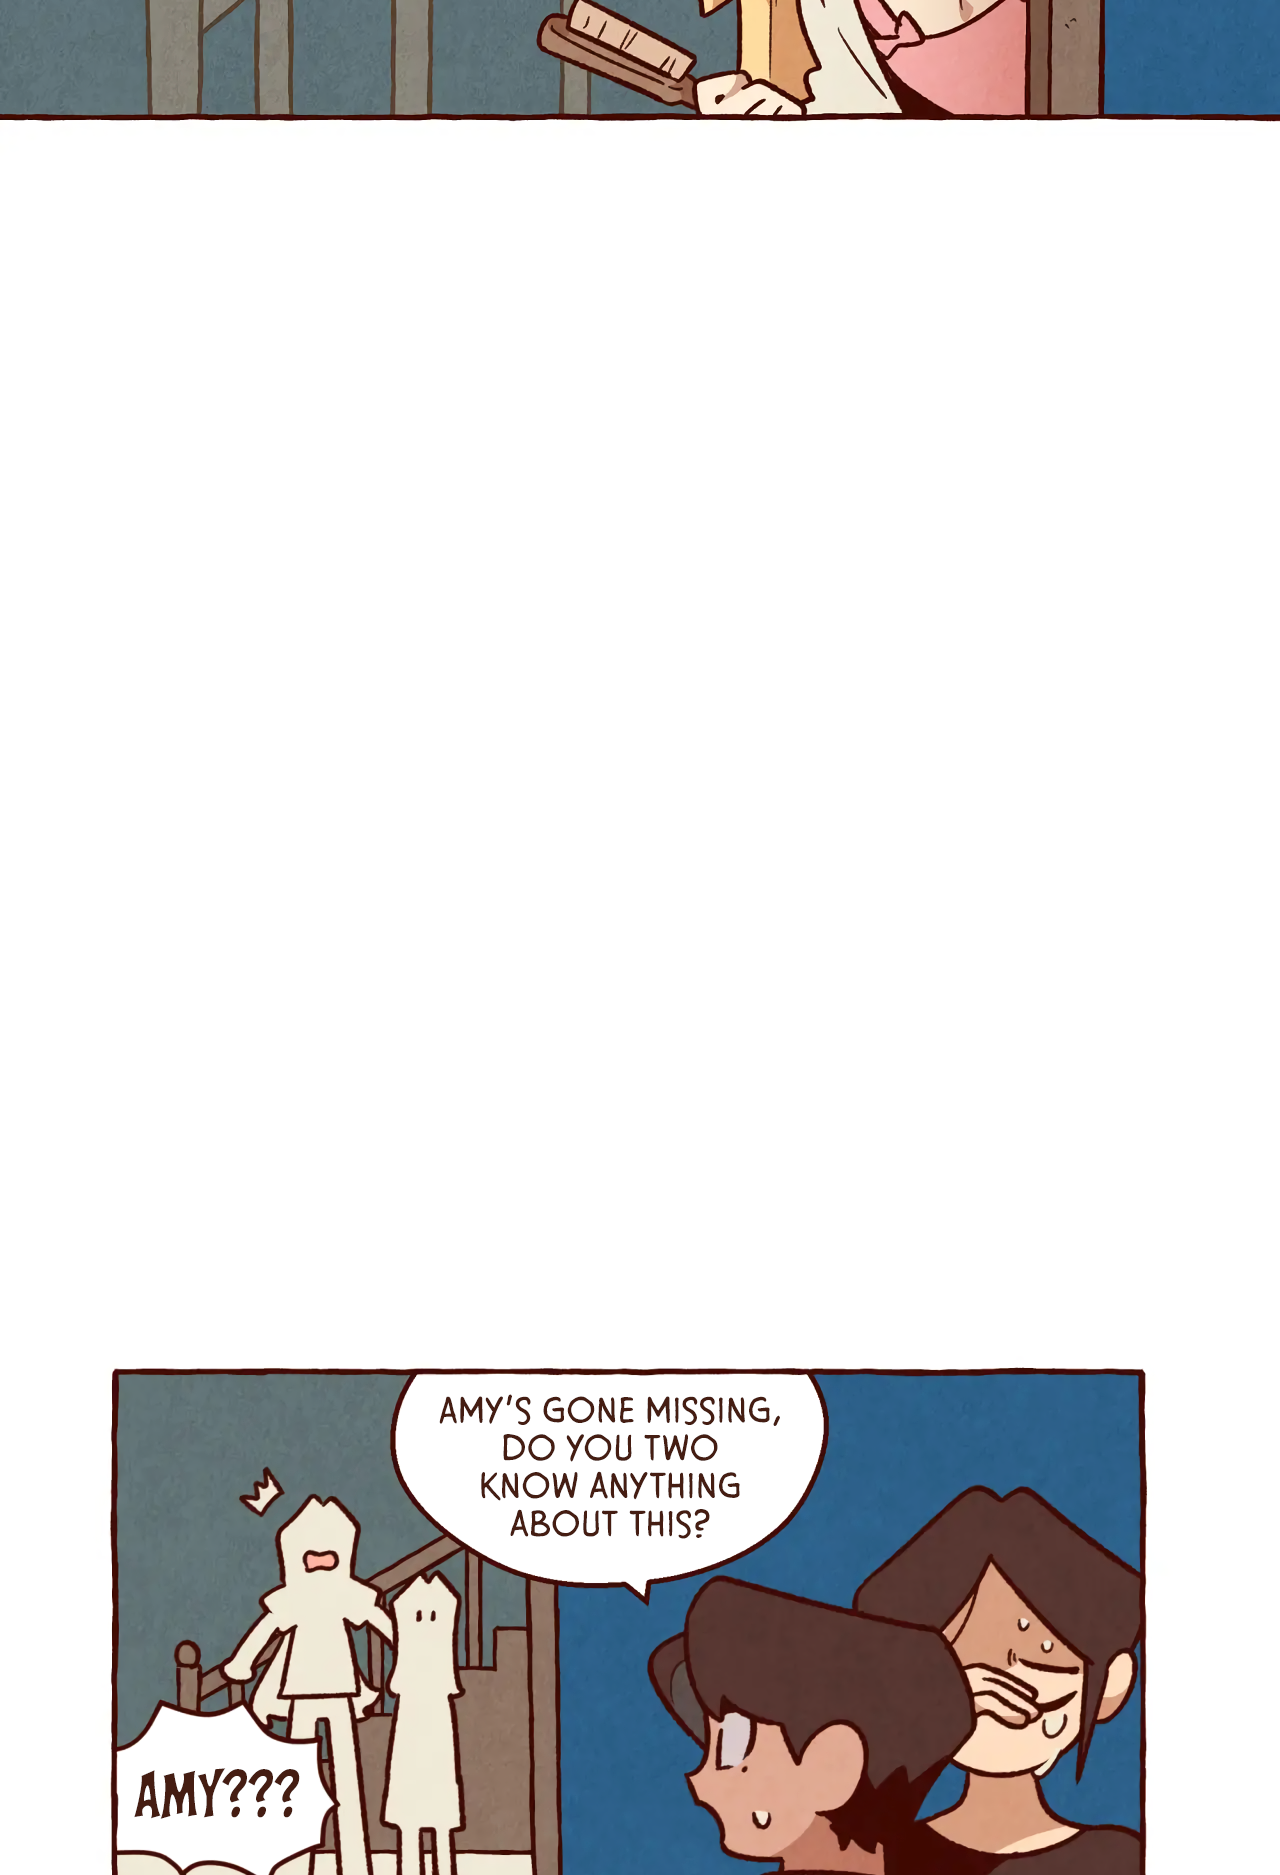 AMY'S GONE MISSING,
DO YOU TWO
KNOW ANYTHING
ABOUT THIS?
AMY???